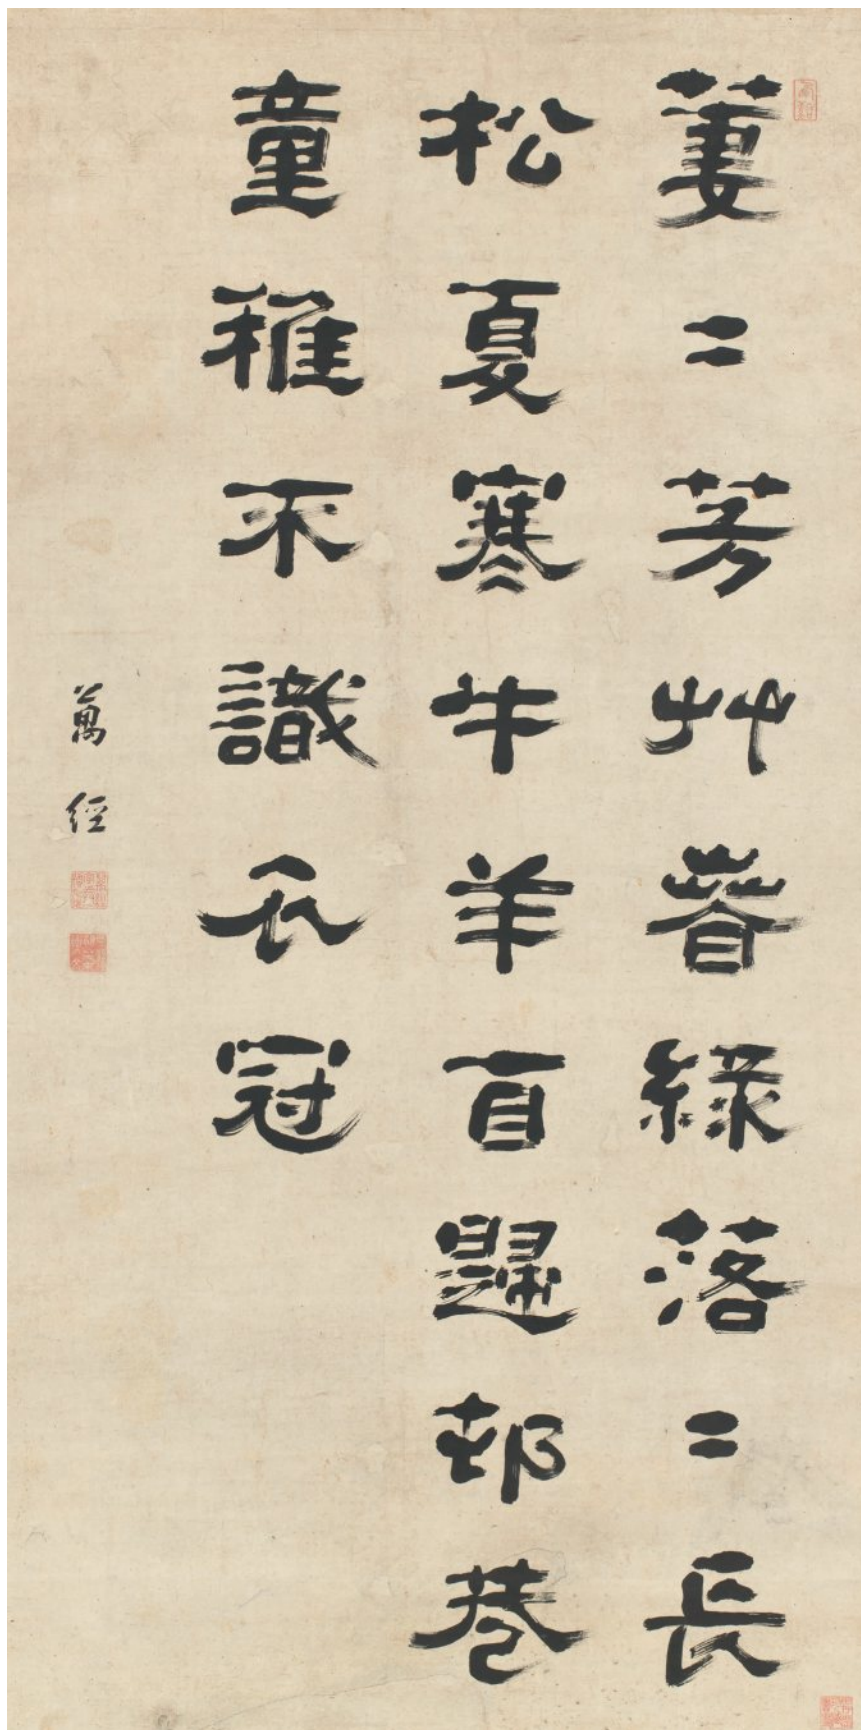 萋〻芳艸春綠落〻長
松夏寒牛羊自歸邨巷
童稚不識衣冠
萬經